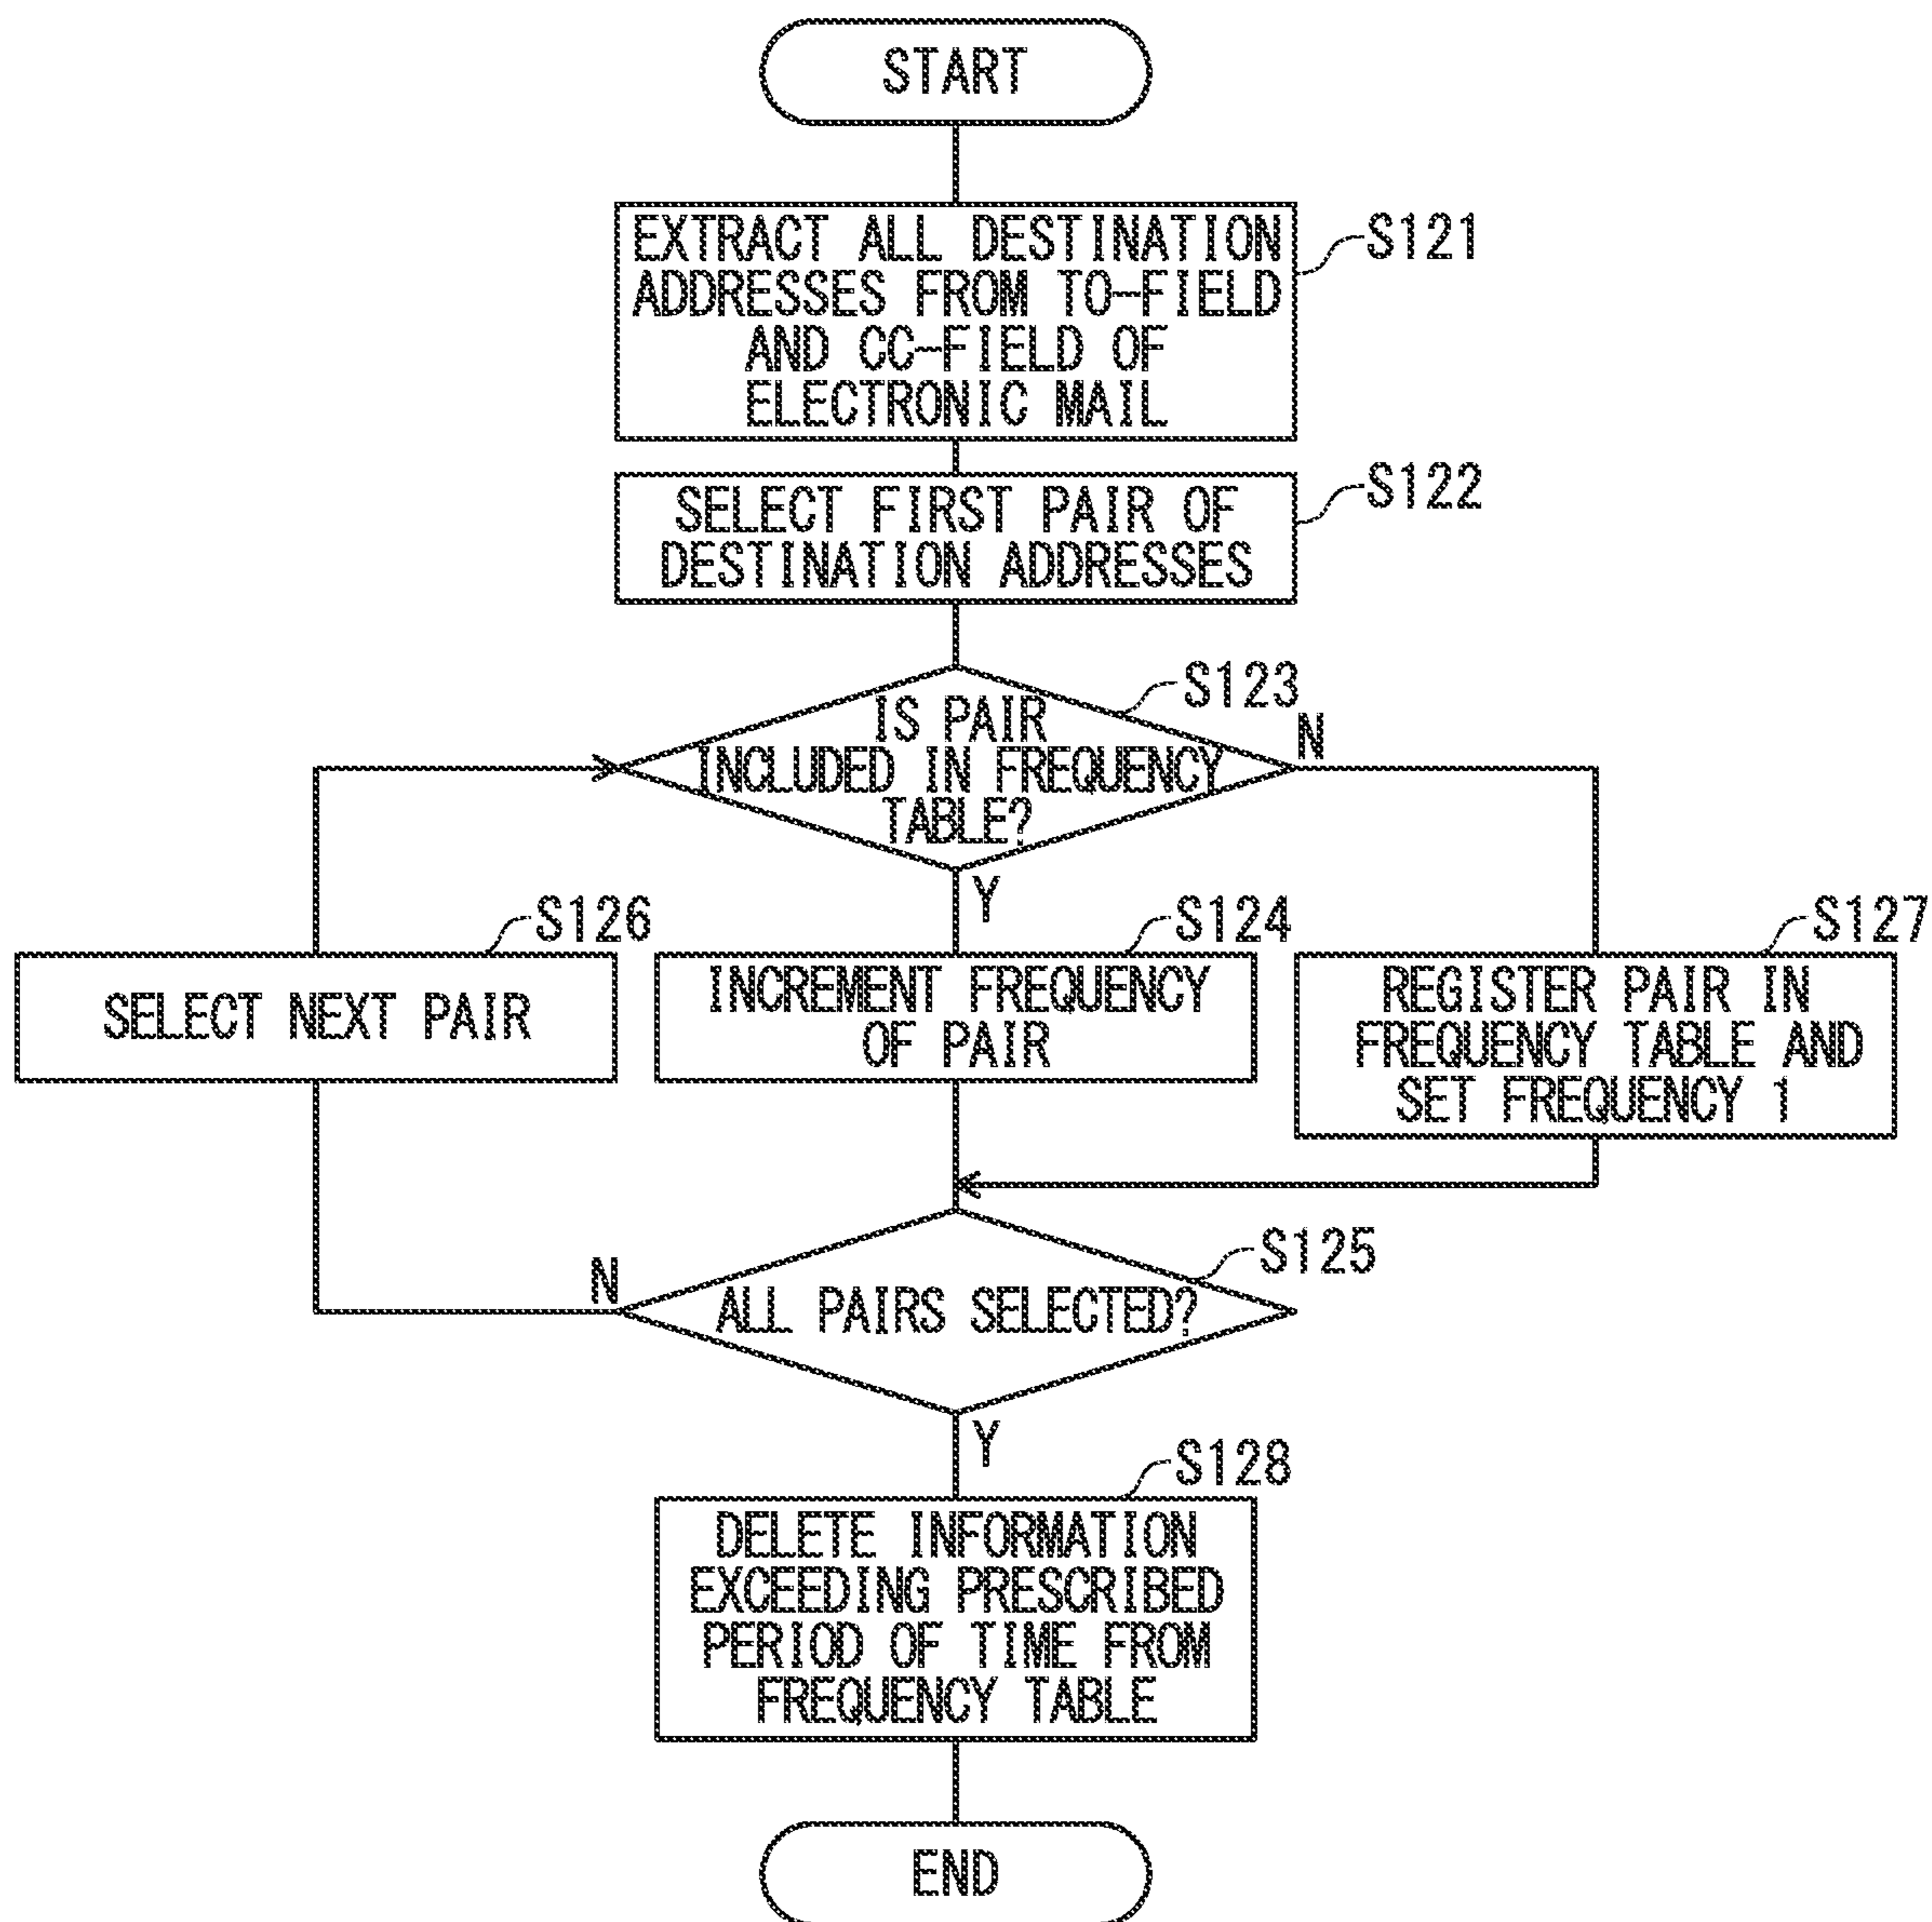 START
EXTRACT ALL DESTINATION
ADDRESSES FROM TO-FIELD
AND CC-FIELD OF
ELECTRONIC MAIL
S121
SELECT FIRST PAIR OF
DESTINATION ADDRESSES
S122
IS PAIR
INCLUDED IN FREQUENCY
TABLE?
S123
N
Y
S126
SELECT NEXT PAIR
S124
INCREMENT FREQUENCY
OF PAIR
S127
REGISTER PAIR IN
FREQUENCY TABLE AND
SET FREQUENCY 1
S125
N
ALL PAIRS SELECTED?
Y
S128
DELETE INFORMATION
EXCEEDING PRESCRIBED
PERIOD OF TIME FROM
FREQUENCY TABLE
END